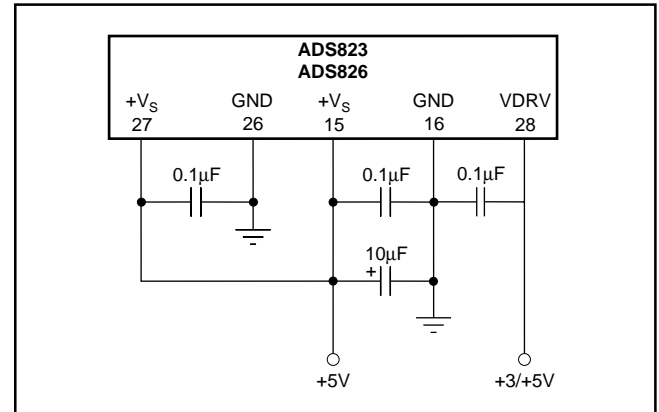 ADS823
ADS826
+VS GND +VS GND VDRV
27 26 15 16 28
0.1µF 0.1µF 0.1µF
10µF
+
+5V +3/+5V